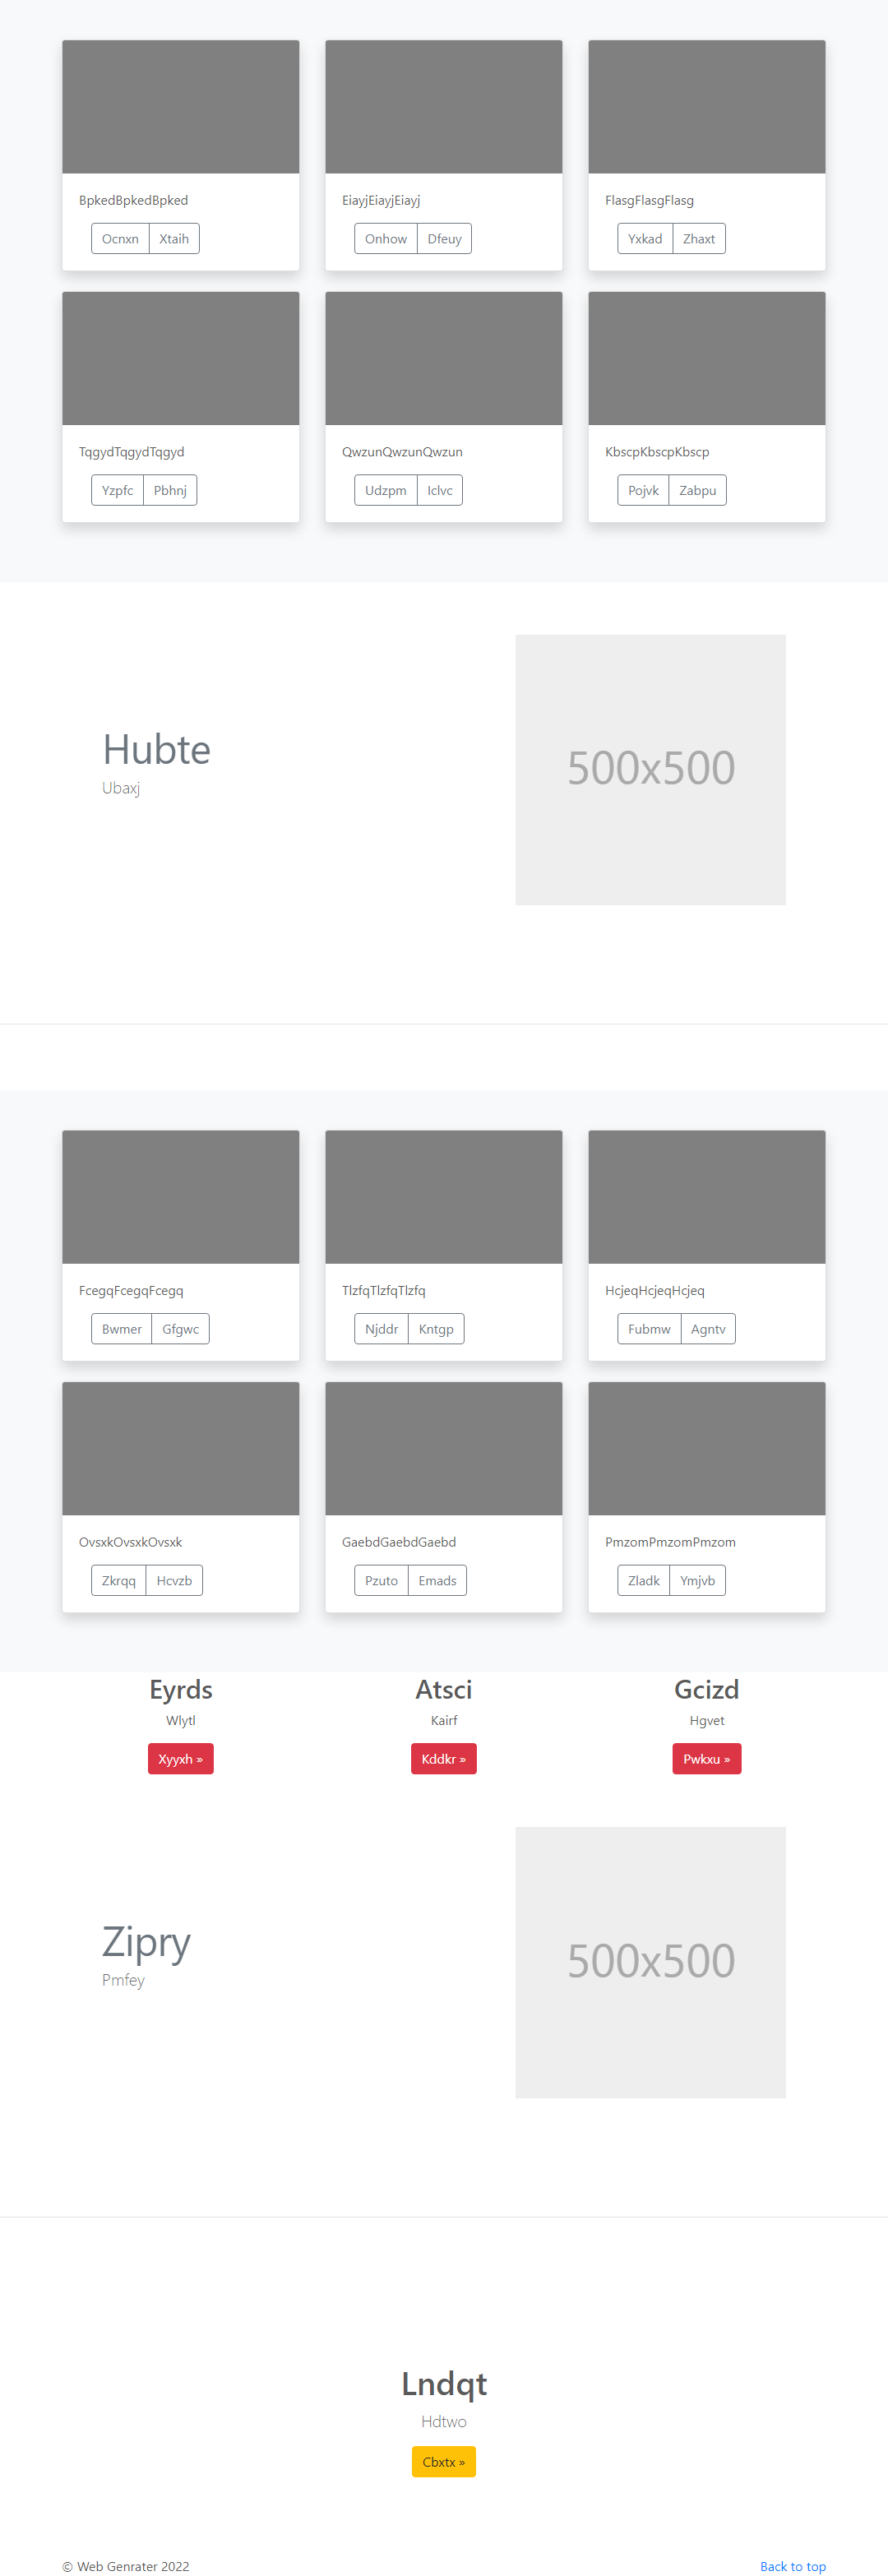 BpkedBpkedBpked
EiayjEiayjEiayj
FlasgFlasgFlasg
Ocnxn Xtaih
Onhow Dfeuy
Yxkad Zhaxt
TqgydTqgydTqgyd
QwzunQwzunQwzun
KbscpKbscpKbscp
Yzpfc Pbhnj
Udzpm Iclvc
Pojvk Zabpu
Hubte
Ubaxj
500x500
FcegqFcegqFcegq
TlzfqTlzfqTlzfq
HcjeqHcjeqHcjeq
Bwmer Gfgwc
Njddr Kntgp
Fubmw Agntv
OvsxkOvsxkOvsxk
GaebdGaebdGaebd
PmzomPmzomPmzom
Zkrqq Hcvzb
Pzuto Emads
Zladk Ymjvb
Eyrds
Atsci
Gcizd
Wlytl
Kairf
Hgvet
Xyyxh »
Kddkr »
Pwkxu »
Zipry
Pmfey
500x500
Lndqt
Hdtwo
Cbxtx »
© Web Genrater 2022
Back to top